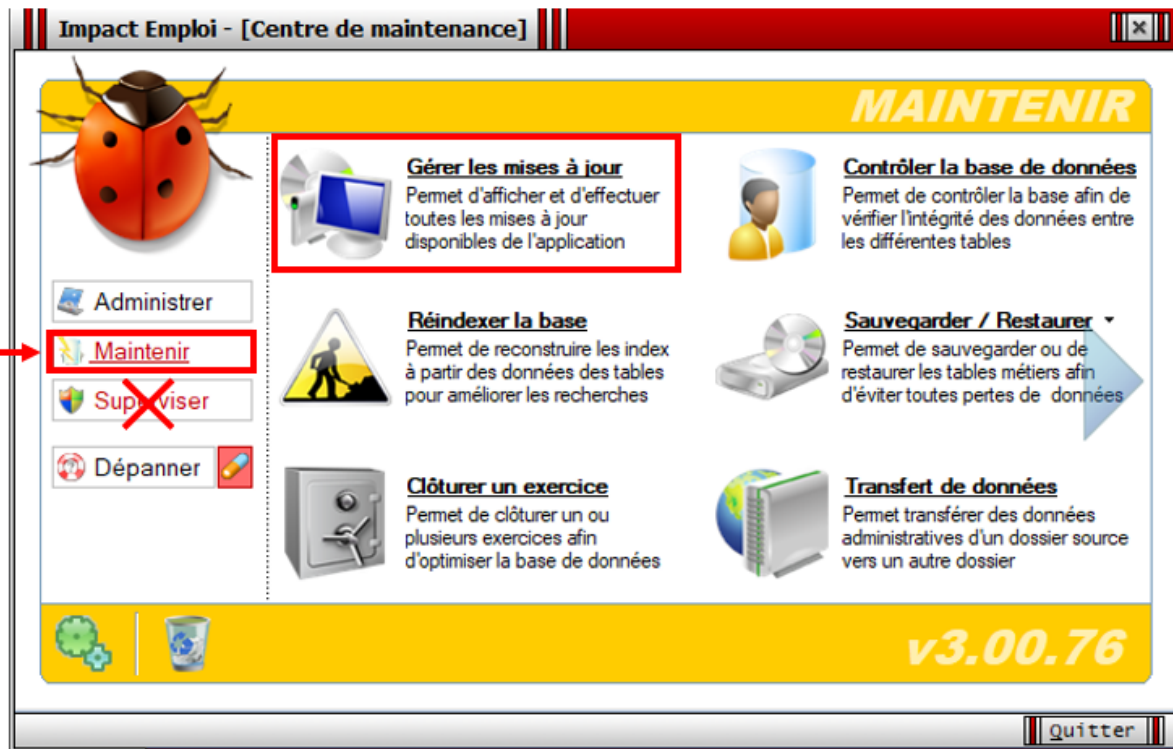 Impact Emploi - [Centre de maintenance]
MAINTENIR
Gérer les mises à jour
Permet d'afficher et d'effectuer
toutes les mises à jour
disponibles de l'application
Contrôler la base de données
Permet de contrôler la base afin de
vérifier l'intégrité des données entre
les différentes tables
Administrer
Maintenir
Superviser
Dépanner
Réindexer la base
Permet de reconstruire les index
à partir des données des tables
pour améliorer les recherches
Sauvegarder / Restaurer
Permet de sauvegarder ou de
restaurer les tables métiers afin
d'éviter toutes pertes de données
Clôturer un exercice
Permet de clôturer un ou
plusieurs exercices afin
d'optimiser la base de données
Transfert de données
Permet transférer des données
administratives d'un dossier source
vers un autre dossier
v3.00.76
Quitter